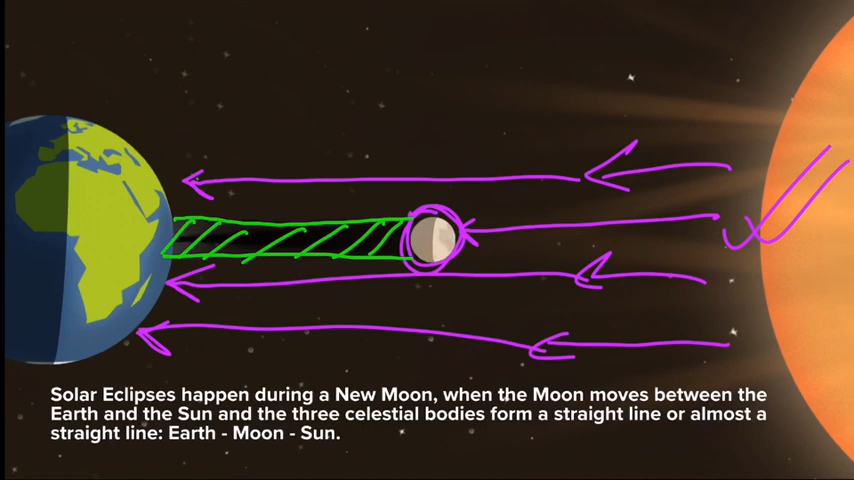 Solar Eclipses happen during a New Moon, when the Moon moves between the
Earth and the Sun and the three celestial bodies form a straight line or almost a
straight line: Earth - Moon - Sun.